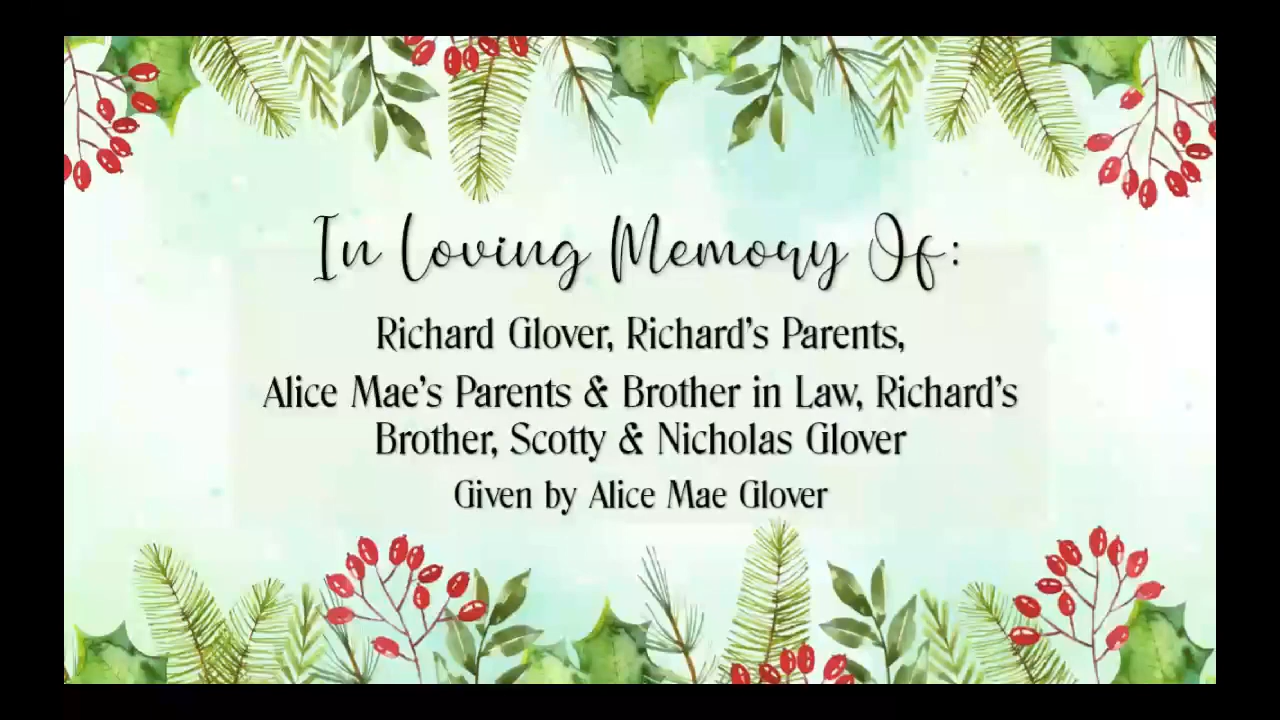 In Loving Memory Of:
Richard Glover, Richard's Parents,
Alice Mae's Parents & Brother in Law, Richard's
Brother, Scotty & Nicholas Glover
Given by Alice Mae Glover